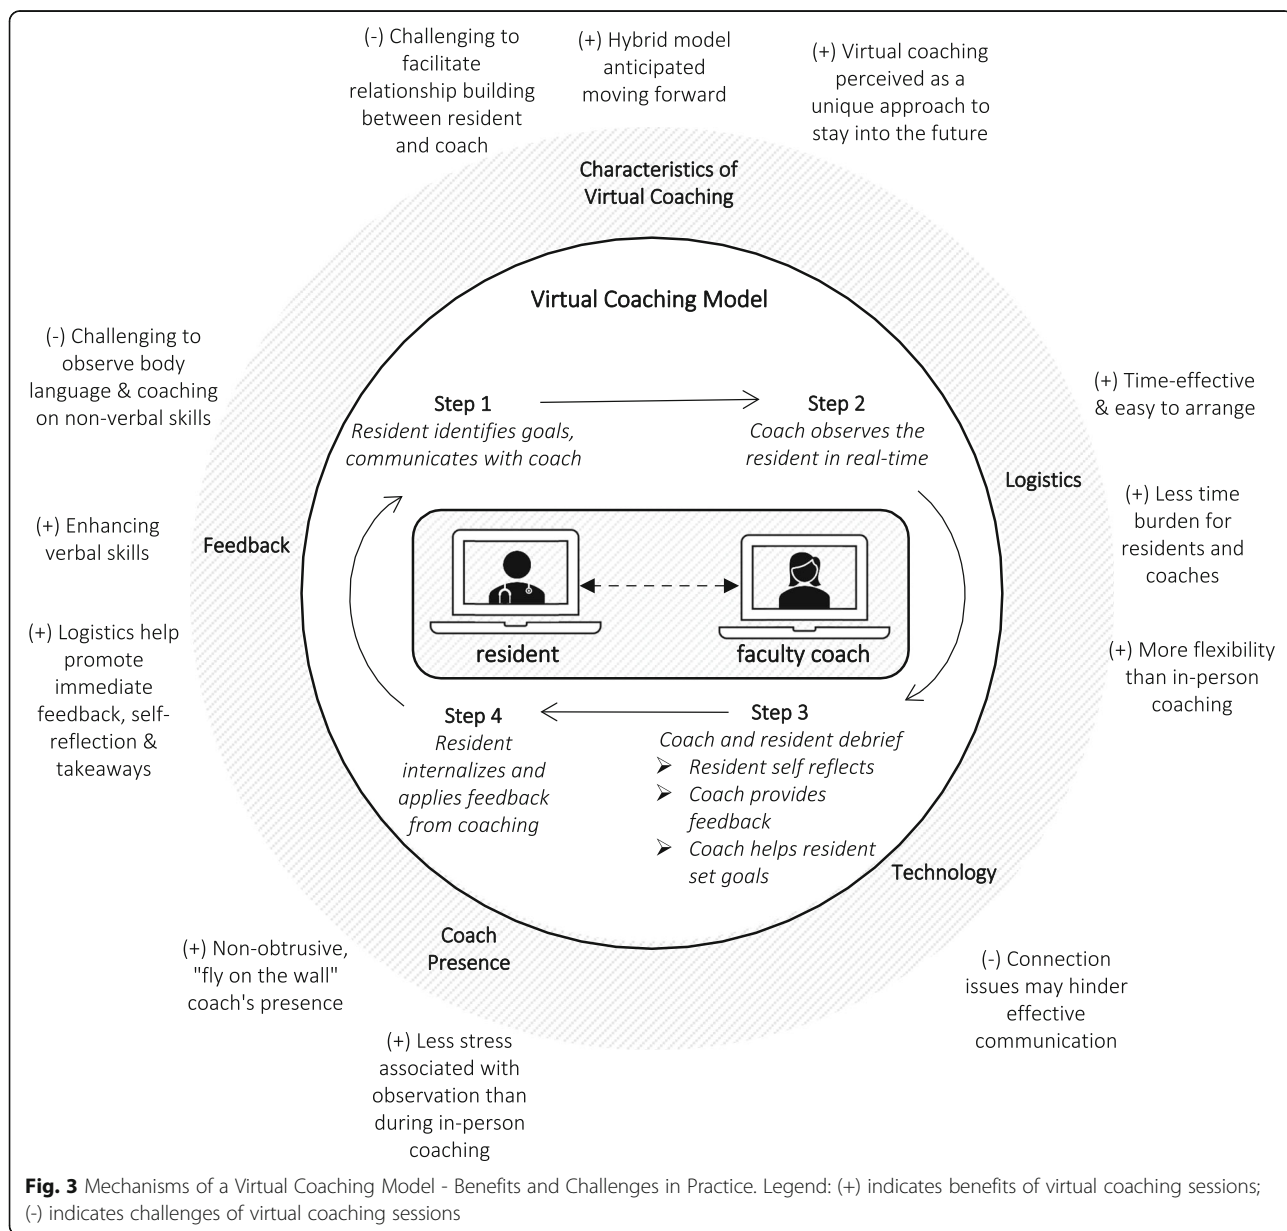 (-) Challenging to
facilitate
relationship building
between resident
and coach
(+) Hybrid model
anticipated
moving forward
(+) Virtual coaching
perceived as a
unique approach to
stay into the future
Characteristics of
Virtual Coaching
Virtual Coaching Model
(-) Challenging to
observe body
language & coaching
on non-verbal skills
(+) Enhancing
verbal skills
(+) Logistics help
promote
immediate
feedback, self-
reflection &
takeaways
Feedback
Step 1
Resident identifies goals,
communicates with coach
Step 2
Coach observes the
resident in real-time
Logistics
(+) Time-effective
& easy to arrange
(+) Less time
burden for
residents and
coaches
(+) More flexibility
than in-person
coaching
resident
faculty coach
Step 4
Resident
internalizes and
applies feedback
from coaching
Step 3
Coach and resident debrief
➢ Resident self reflects
➢ Coach provides
feedback
➢ Coach helps resident
set goals
Technology
(-) Connection
issues may hinder
effective
communication
Coach
Presence
(+) Non-obtrusive,
"fly on the wall"
coach's presence
(+) Less stress
associated with
observation than
during in-person
coaching
Fig. 3 Mechanisms of a Virtual Coaching Model - Benefits and Challenges in Practice. Legend: (+) indicates benefits of virtual coaching sessions;
(-) indicates challenges of virtual coaching sessions